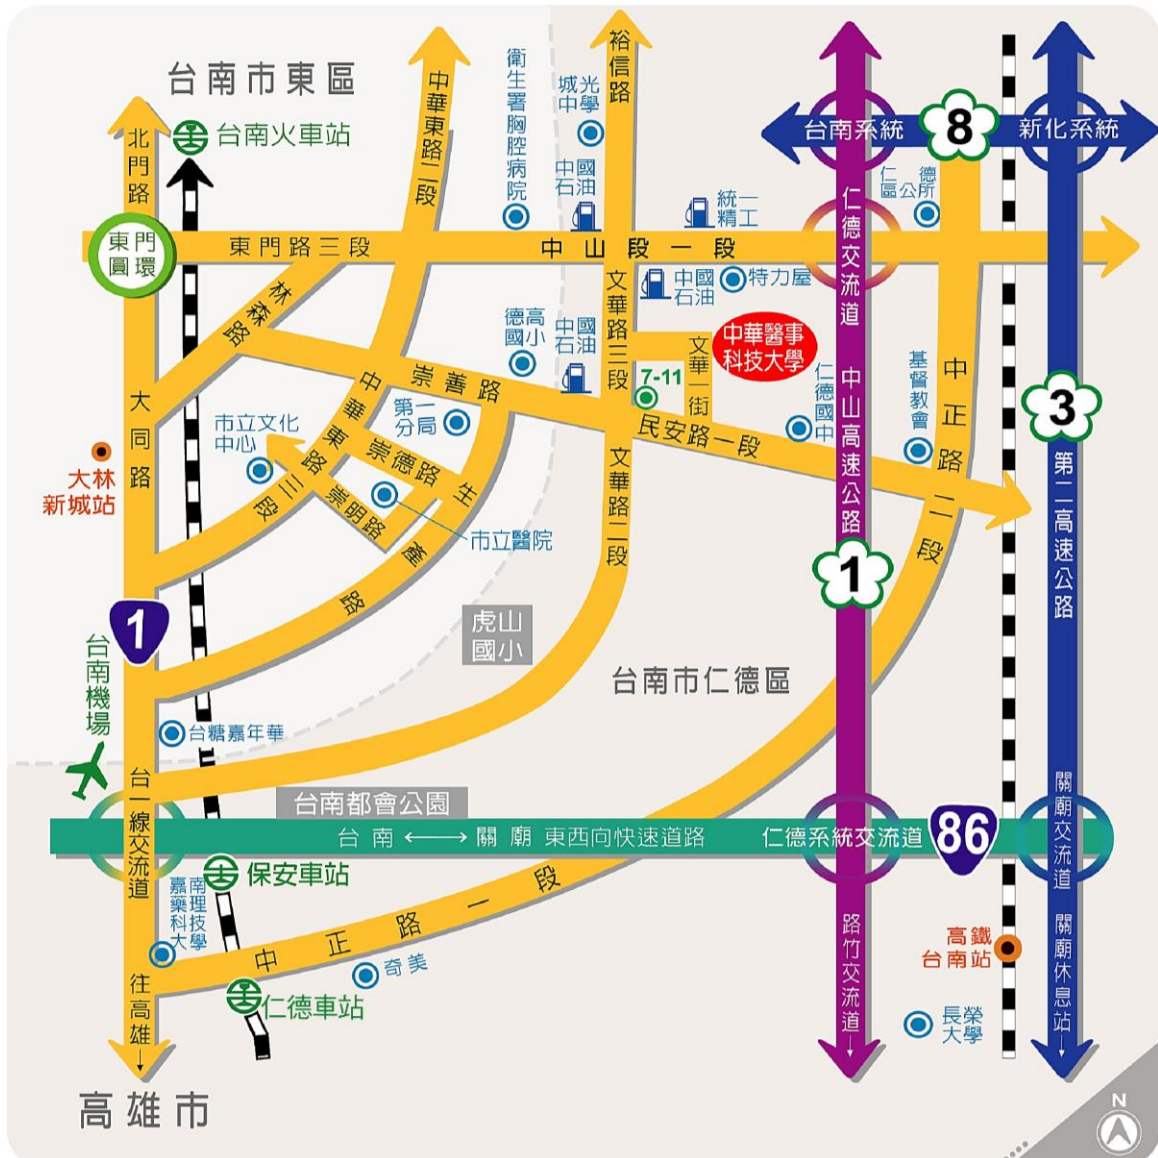 台南市東區
北門路
台南火車站
中華東路二段
衛生署胸腔病院
城光
中學
中國
石油
裕信路
統一
精工
台南系統
8
新化系統
仁德
區公所
東門
圓環
東門路三段
中山段一段
仁德交流道
林森路
文華路三段
中國
石油
特力屋
德高
國小
中國
石油
7-11
文華一街
中華醫事
科技大學
仁德國中
中山高速公路
基督教會
中正路二段
3
第二高速公路
大同路
崇善路
第一
分局
中華東路三段
市立文化
中心
崇德路
崇明路
生產路
市立醫院
民安路一段
文華路二段
大林
新城站
1
1
虎山
國小
台南市仁德區
台南機場
台糖嘉年華
台一線交流道
台南都會公園
台南 ←→ 關廟 東西向快速道路
仁德系統交流道
86
關廟交流道
保安車站
嘉南
藥理
科技
大學
中正路一段
奇美
仁德車站
往高雄→
路竹交流道→
高鐵
台南站
長榮
大學
關廟休息站→
高雄市
N